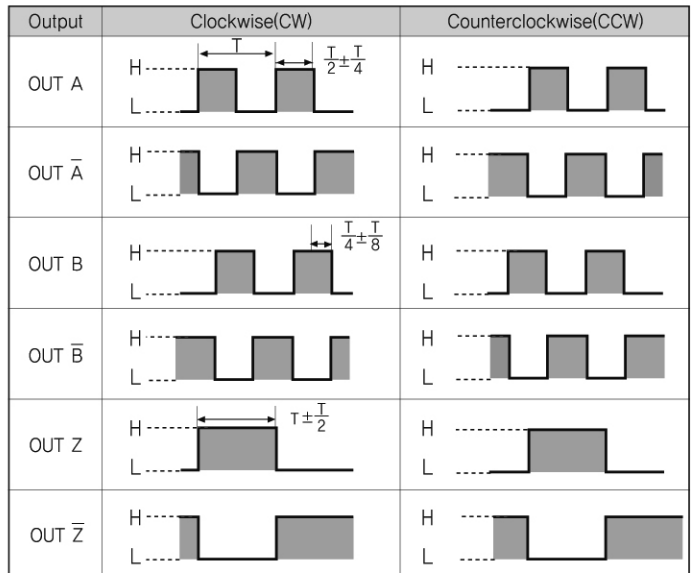 Output Clockwise(CW) Counterclockwise(CCW)
OUT A H L T T/2±T/4 H L
OUT A̅ H L H L
OUT B H L T/4±T/8 H L
OUT B̅ H L H L
OUT Z H L T±T/2 H L
OUT Z̅ H L H L